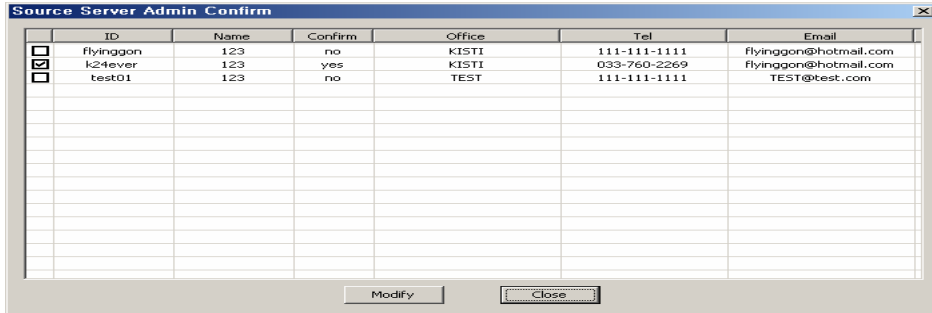 Source Server Admin Confirm
ID Name Confirm Office Tel Email
flyinggon 123 no KISTI 111-111-1111 flyinggon@hotmail.com
k24ever 123 yes KISTI 033-760-2269 flyinggon@hotmail.com
test01 123 no TEST 111-111-1111 TEST@test.com
Modify Close